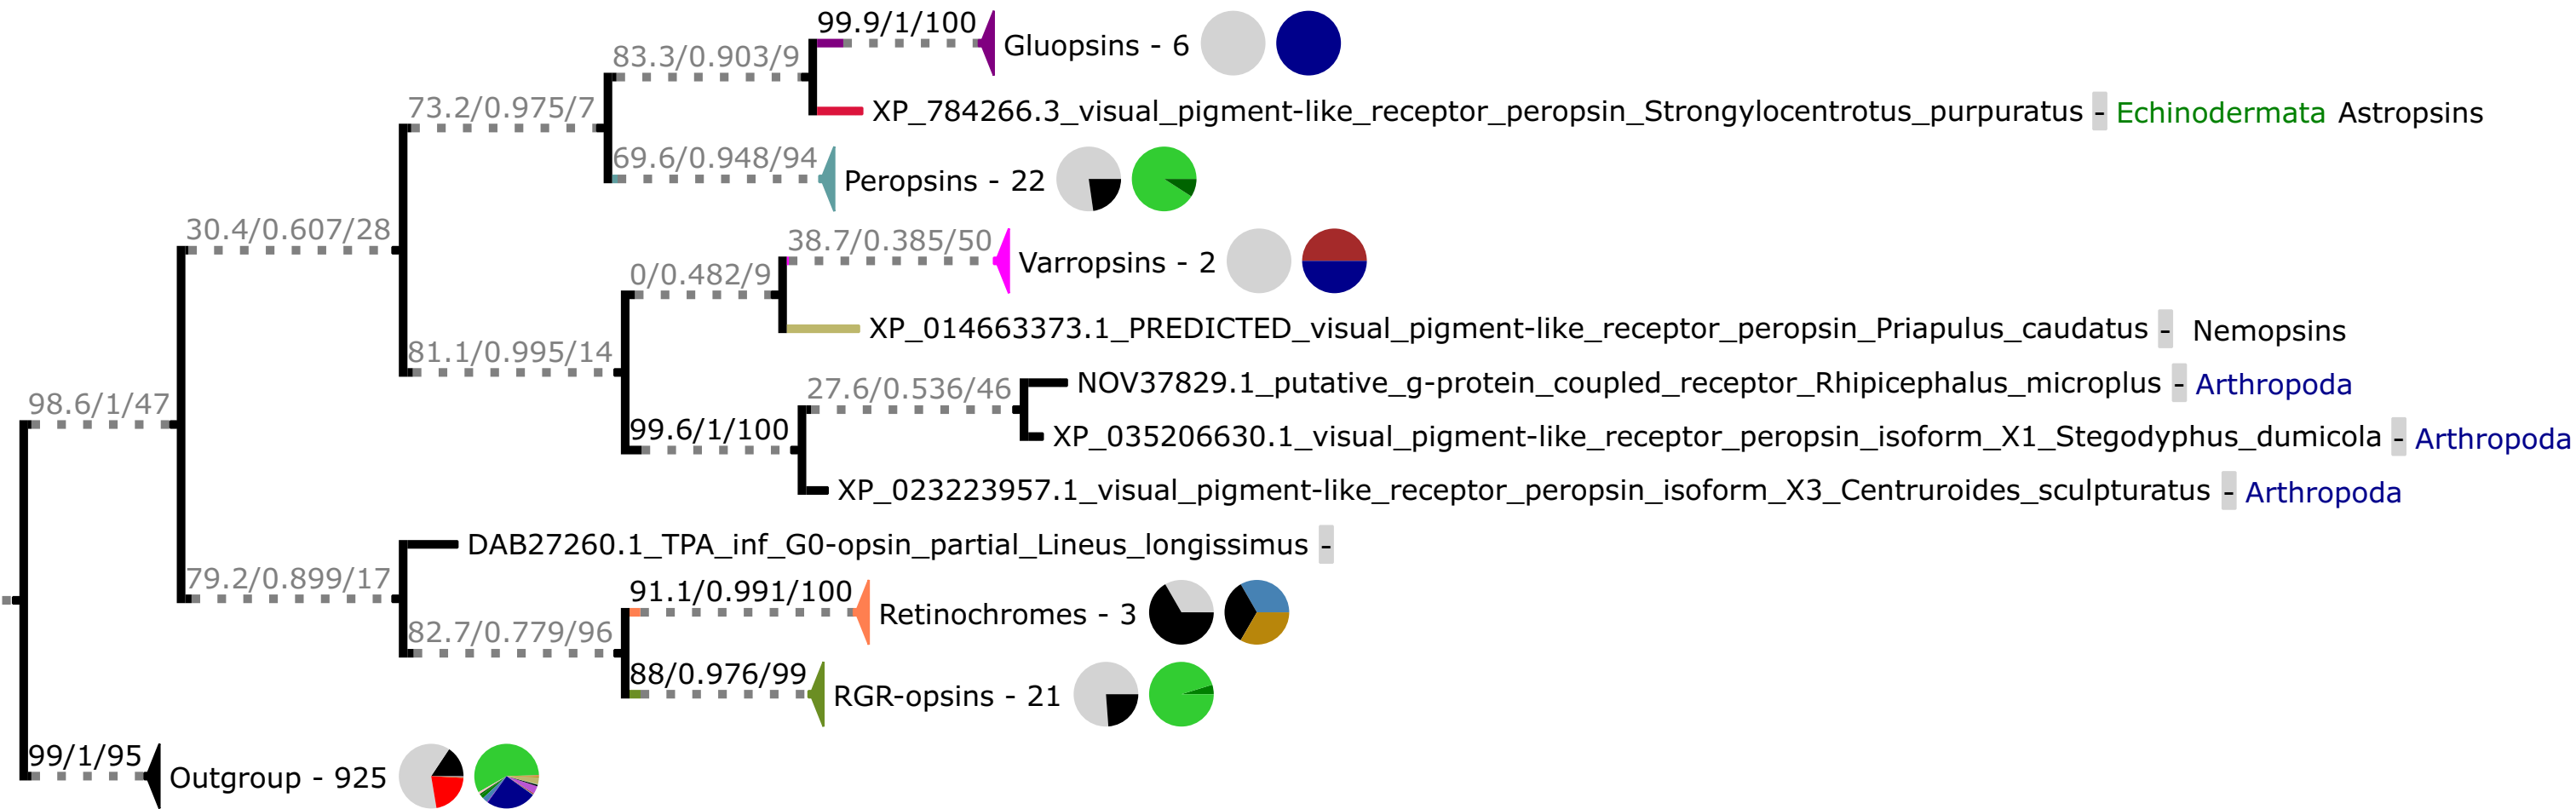 99.9/1/100
Gluopsins - 6
83.3/0.903/9
XP_784266.3_visual_pigment-like_receptor_peropsin_Strongylocentrotus_purpuratus - Echinodermata Astropsins
73.2/0.975/7
69.6/0.948/94
Peropsins - 22
30.4/0.607/28
38.7/0.385/50
Varropsins - 2
0/0.482/9
XP_014663373.1_PREDICTED_visual_pigment-like_receptor_peropsin_Priapulus_caudatus - Nemopsins
81.1/0.995/14
NOV37829.1_putative_g-protein_coupled_receptor_Rhipicephalus_microplus - Arthropoda
27.6/0.536/46
98.6/1/47
99.6/1/100
XP_035206630.1_visual_pigment-like_receptor_peropsin_isoform_X1_Stegodyphus_dumicola - Arthropoda
XP_023223957.1_visual_pigment-like_receptor_peropsin_isoform_X3_Centruroides_sculpturatus - Arthropoda
DAB27260.1_TPA_inf_G0-opsin_partial_Lineus_longissimus -
79.2/0.899/17
91.1/0.991/100
Retinochromes - 3
82.7/0.779/96
88/0.976/99
RGR-opsins - 21
99/1/95
Outgroup - 925